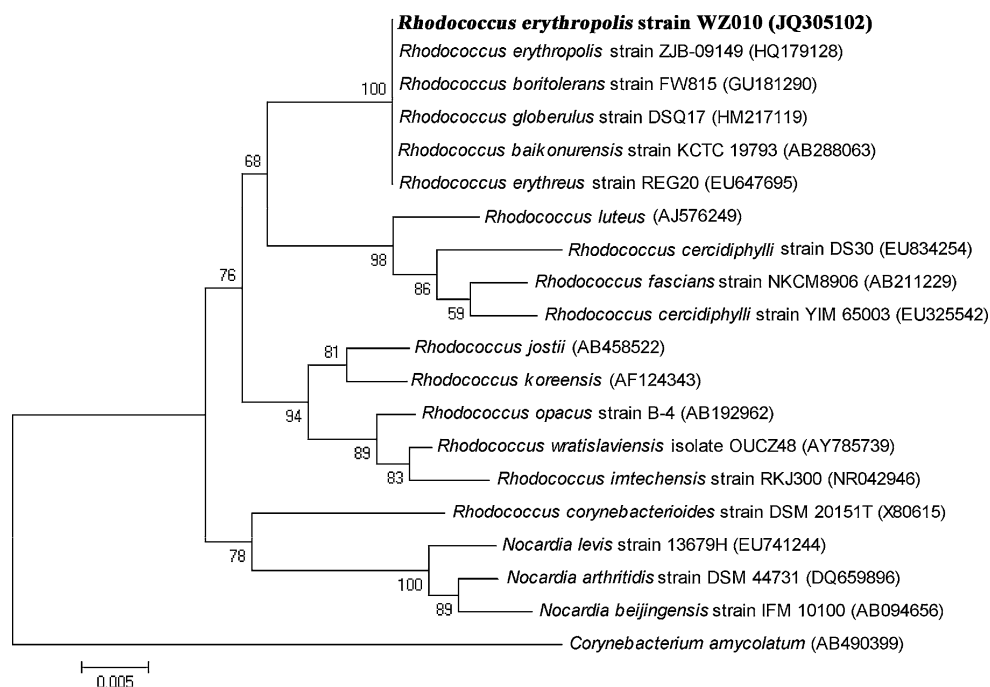 Rhodococcus erythropolis strain WZ010 (JQ305102)
Rhodococcus erythropolis strain ZJB-09149 (HQ179128)
100
Rhodococcus boritolerans strain FW815 (GU181290)
Rhodococcus globerulus strain DSQ17 (HM217119)
Rhodococcus baikonurensis strain KCTC 19793 (AB288063)
68
Rhodococcus erythreus strain REG20 (EU647695)
Rhodococcus luteus (AJ576249)
98
Rhodococcus cercidiphylli strain DS30 (EU834254)
76
86
Rhodococcus fascians strain NKCM8906 (AB211229)
59
Rhodococcus cercidiphylli strain YIM 65003 (EU325542)
81
Rhodococcus jostii (AB458522)
Rhodococcus koreensis (AF124343)
94
Rhodococcus opacus strain B-4 (AB192962)
89
Rhodococcus wratislaviensis isolate OUCZ48 (AY785739)
83
Rhodococcus imtechensis strain RKJ300 (NR042946)
Rhodococcus corynebacterioides strain DSM 20151T (X80615)
78
Nocardia levis strain 13679H (EU741244)
100
Nocardia arthritidis strain DSM 44731 (DQ659896)
89
Nocardia beijingensis strain IFM 10100 (AB094656)
Corynebacterium amycolatum (AB490399)
0.005